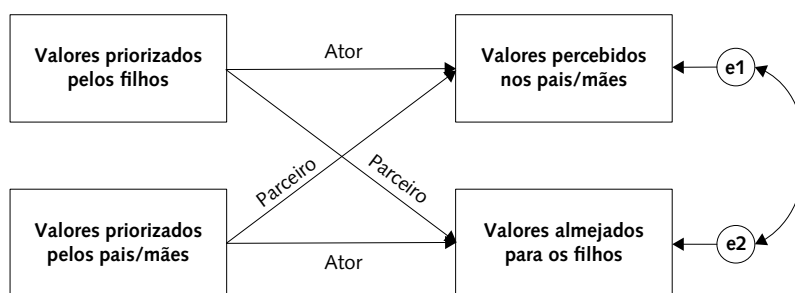 Valores priorizados
pelos filhos
Ator
Valores percebidos
nos pais/mães
e1
Parceiro
Parceiro
Valores priorizados
pelos pais/mães
Ator
Valores almejados
para os filhos
e2